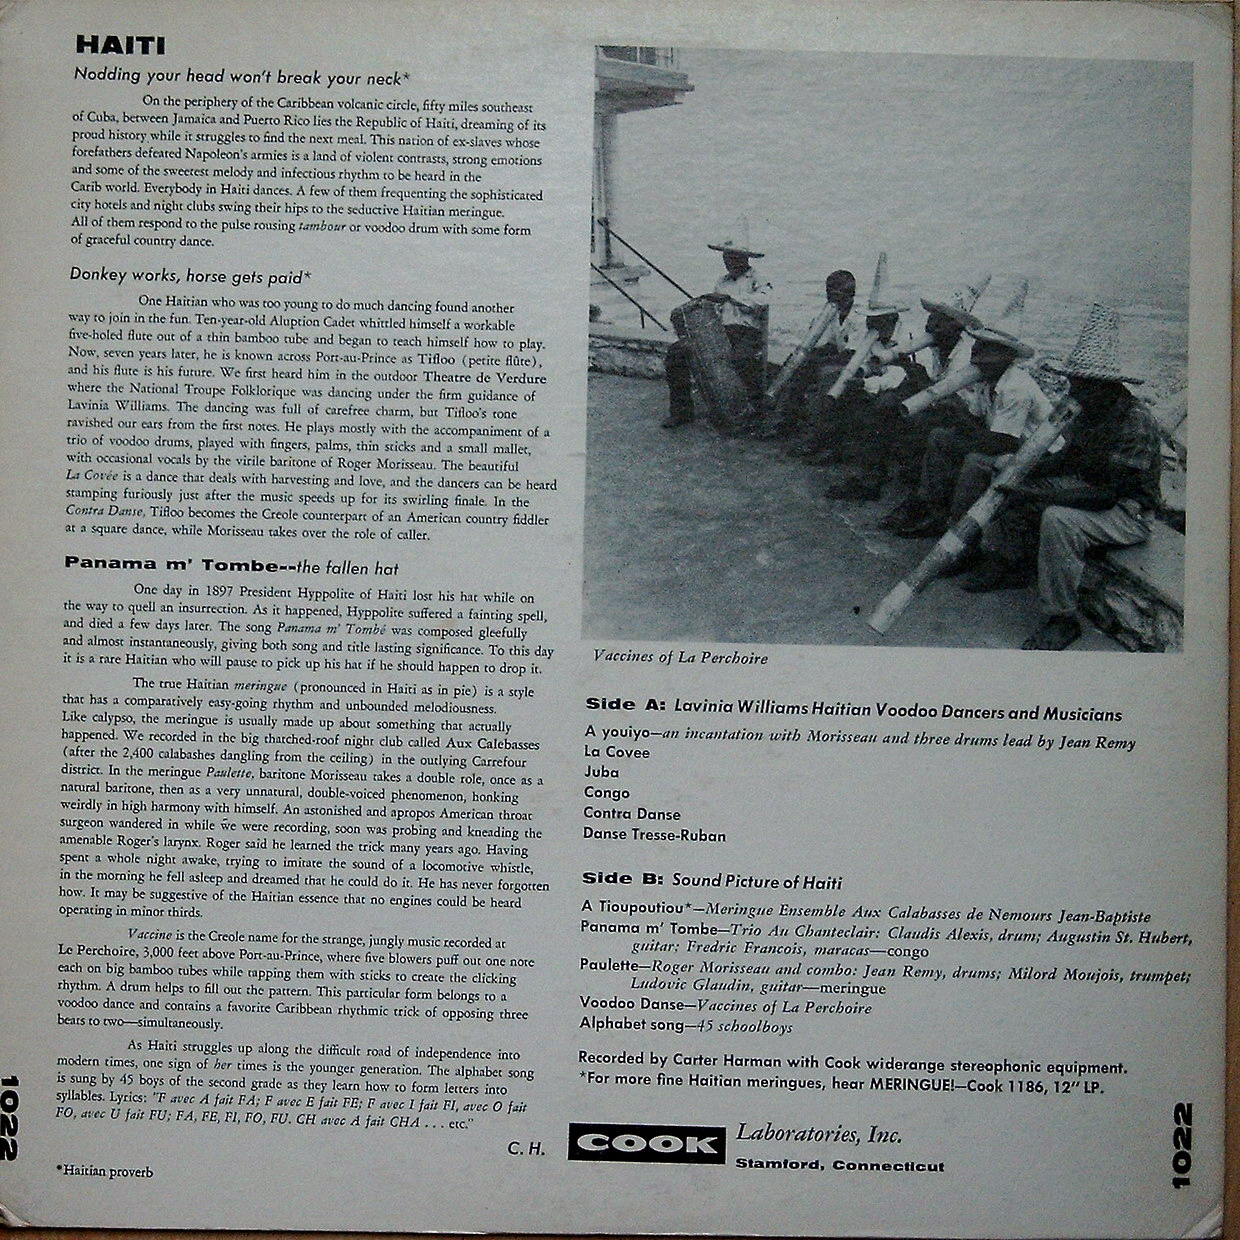 HAITI
Nodding your head won't break your neck*
On the periphery of the Caribbean volcanic circle, fifty miles southeast
of Cuba, between Jamaica and Puerto Rico lies the Republic of Haiti, dreaming of its
proud history while it struggles to find the next meal. This nation of ex-slaves whose
forefathers defeated Napoleon's armies is a land of violent contrasts, strong emotions
and some of the sweetest melody and infectious rhythm to be heard in the
Carib world. Everybody in Haiti dances. A few of them frequenting the sophisticated
city hotels and night clubs swing their hips to the seductive Haitian meringue.
All of them respond to the pulse rousing tambour or voodoo drum with some form
of graceful country dance.
Donkey works, horse gets paid*
One Haitian who was too young to do much dancing found another
way to join in the fun. Ten-year-old Aluption Cadet whittled himself a workable
five-holed flute out of a thin bamboo tube and began to teach himself how to play.
Now, seven years later, he is known across Port-au-Prince as Tifloo (petite flûte),
and his flute is his future. We first heard him in the outdoor Theatre de Verdure
where the National Troupe Folklorique was dancing under the firm guidance of
Lavinia Williams. The dancing was full of carefree charm, but Tifloo's tone
ravished our ears from the first notes. He plays mostly with the accompaniment of a
trio of voodoo drums, played with fingers, palms, thin sticks and a small mallet,
with occasional vocals by the virile baritone of Roger Morisseau. The beautiful
La Covée is a dance that deals with harvesting and love, and the dancers can be heard
stamping furiously just after the music speeds up for its swirling finale. In the
Contra Danse, Tifloo becomes the Creole counterpart of an American country fiddler
at a square dance, while Morisseau takes over the role of caller.
Panama m' Tombe--the fallen hat
One day in 1897 President Hyppolite of Haiti lost his hat while on
the way to quell an insurrection. As it happened, Hyppolite suffered a fainting spell,
and died a few days later. The song Panama m' Tombé was composed gleefully
and almost instantaneously, giving both song and title lasting significance. To this day
it is a rare Haitian who will pause to pick up his hat if he should happen to drop it.
The true Haitian meringue (pronounced in Haiti as in pie) is a style
that has a comparatively easy-going rhythm and unbounded melodiousness.
Like calypso, the meringue is usually made up about something that actually
happened. We recorded in the big thatched-roof night club called Aux Calebasses
(after the 2,400 calabashes dangling from the ceiling) in the outlying Carrefour
district. In the meringue Paulette, baritone Morisseau takes a double role, once as a
natural baritone, then as a very unnatural, double-voiced phenomenon, honking
weirdly in high harmony with himself. An astonished and apropos American throat
surgeon wandered in while we were recording, soon was probing and kneading the
amenable Roger's larynx. Roger said he learned the trick many years ago. Having
spent a whole night awake, trying to imitate the sound of a locomotive whistle,
in the morning he fell asleep and dreamed that he could do it. He has never forgotten
how. It may be suggestive of the Haitian essence that no engines could be heard
operating in minor thirds.
Vaccine is the Creole name for the strange, jungly music recorded at
Le Perchoire, 3,000 feet above Port-au-Prince, where five blowers puff out one note
each on big bamboo tubes while tapping them with sticks to create the clicking
rhythm. A drum helps to fill out the pattern. This particular form belongs to a
voodoo dance and contains a favorite Caribbean rhythmic trick of opposing three
beats to two—simultaneously.
As Haiti struggles up along the difficult road of independence into
modern times, one sign of her times is the younger generation. The alphabet song
is sung by 45 boys of the second grade as they learn how to form letters into
syllables. Lyrics: "F avec A fait FA; F avec E fait FE; F avec I fait FI, avec O fait
FO, avec U fait FU; FA, FE, FI, FO, FU. CH avec A fait CHA . . . etc."
C. H.
*Haitian proverb
1022
Vaccines of La Perchoire
Side A: Lavinia Williams Haitian Voodoo Dancers and Musicians
A youiyo—an incantation with Morisseau and three drums lead by Jean Remy
La Covee
Juba
Congo
Contra Danse
Danse Tresse-Ruban
Side B: Sound Picture of Haiti
A Tioupoutiou*—Meringue Ensemble Aux Calabasses de Nemours Jean-Baptiste
Panama m' Tombe—Trio Au Chanteclair: Claudis Alexis, drum; Augustin St. Hubert,
guitar; Fredric Francois, maracas—congo
Paulette—Roger Morisseau and combo: Jean Remy, drums; Milord Moujois, trumpet;
Ludovic Glaudin, guitar—meringue
Voodoo Danse—Vaccines of La Perchoire
Alphabet song—45 schoolboys
Recorded by Carter Harman with Cook widerange stereophonic equipment.
*For more fine Haitian meringues, hear MERINGUE!—Cook 1186, 12" LP.
COOK Laboratories, Inc.
Stamford, Connecticut
1022